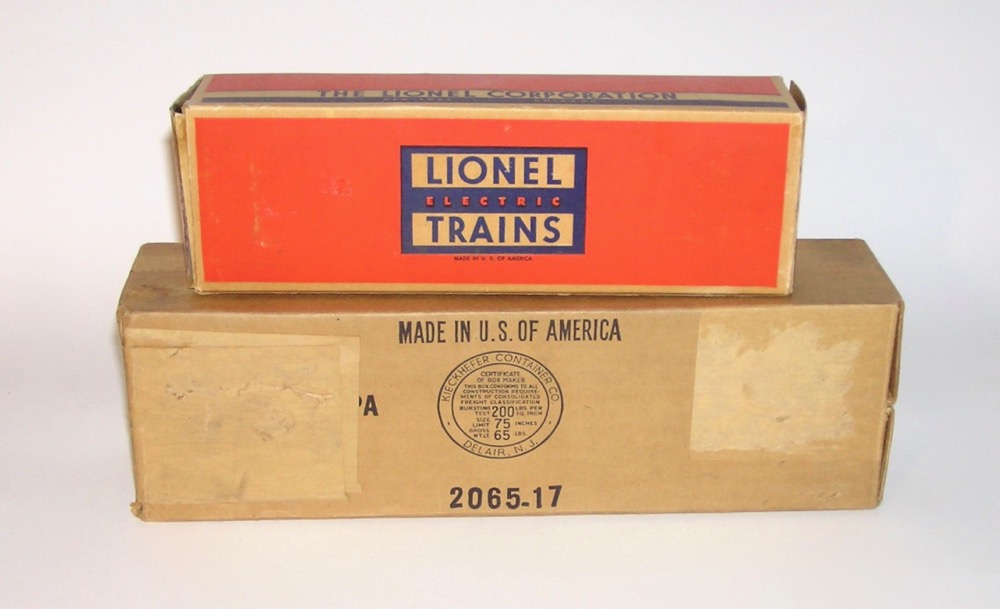 THE LIONEL CORPORATION
LIONEL
ELECTRIC
TRAINS
MADE IN U. S. OF AMERICA
MADE IN U.S. OF AMERICA
PA
KIECKHEFER CONTAINER CO
CERTIFICATE
OF BOX MAKER
THIS BOX CONFORMS TO ALL
CONSTRUCTION REQUIRE-
MENTS OF CONSOLIDATED
FREIGHT CLASSIFICATION
BURSTING TEST 200 LBS. PER SQ. INCH
SIZE LIMIT 75 INCHES
GROSS WT. LT. 65 LBS.
DELAIR, N. J.
2065-17